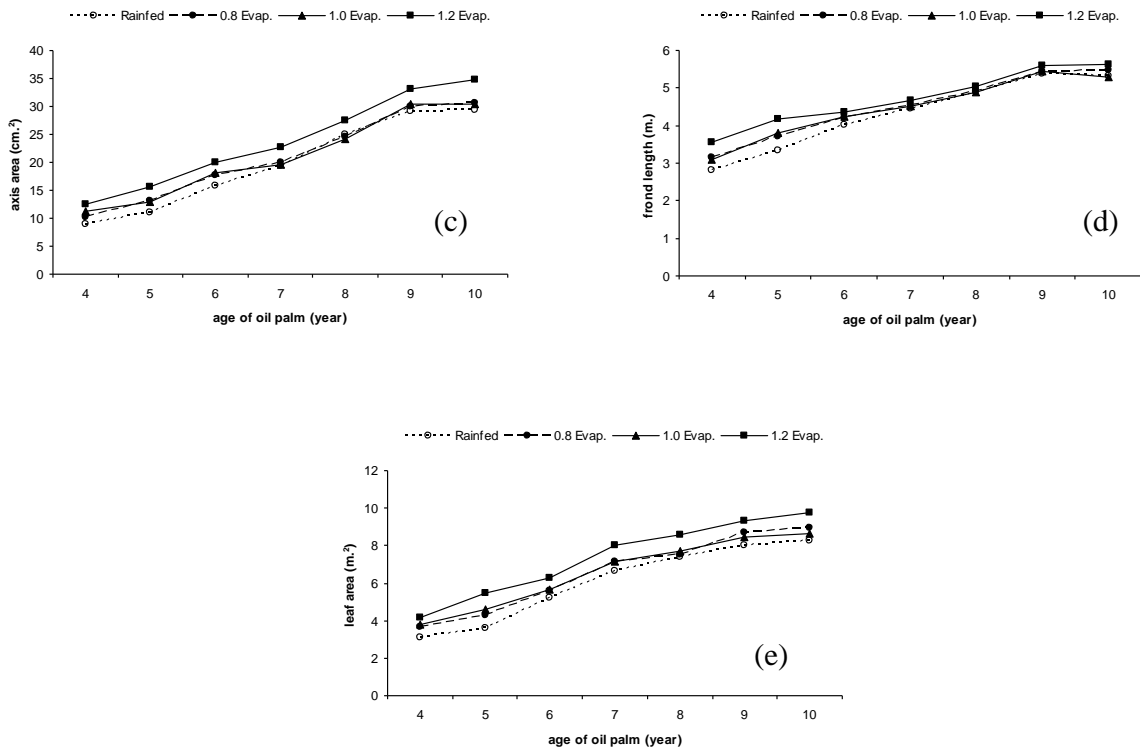 Rainfed 0.8 Evap. 1.0 Evap. 1.2 Evap.
40
35
30
25
20
15
10
5
0
axis area (cm.²)
4 5 6 7 8 9 10
age of oil palm (year)
(c)
Rainfed 0.8 Evap. 1.0 Evap. 1.2 Evap.
6
5
4
3
2
1
0
frond length (m.)
4 5 6 7 8 9 10
age of oil palm (year)
(d)
Rainfed 0.8 Evap. 1.0 Evap. 1.2 Evap.
12
10
8
6
4
2
0
leaf area (m.²)
4 5 6 7 8 9 10
age of oil palm (year)
(e)